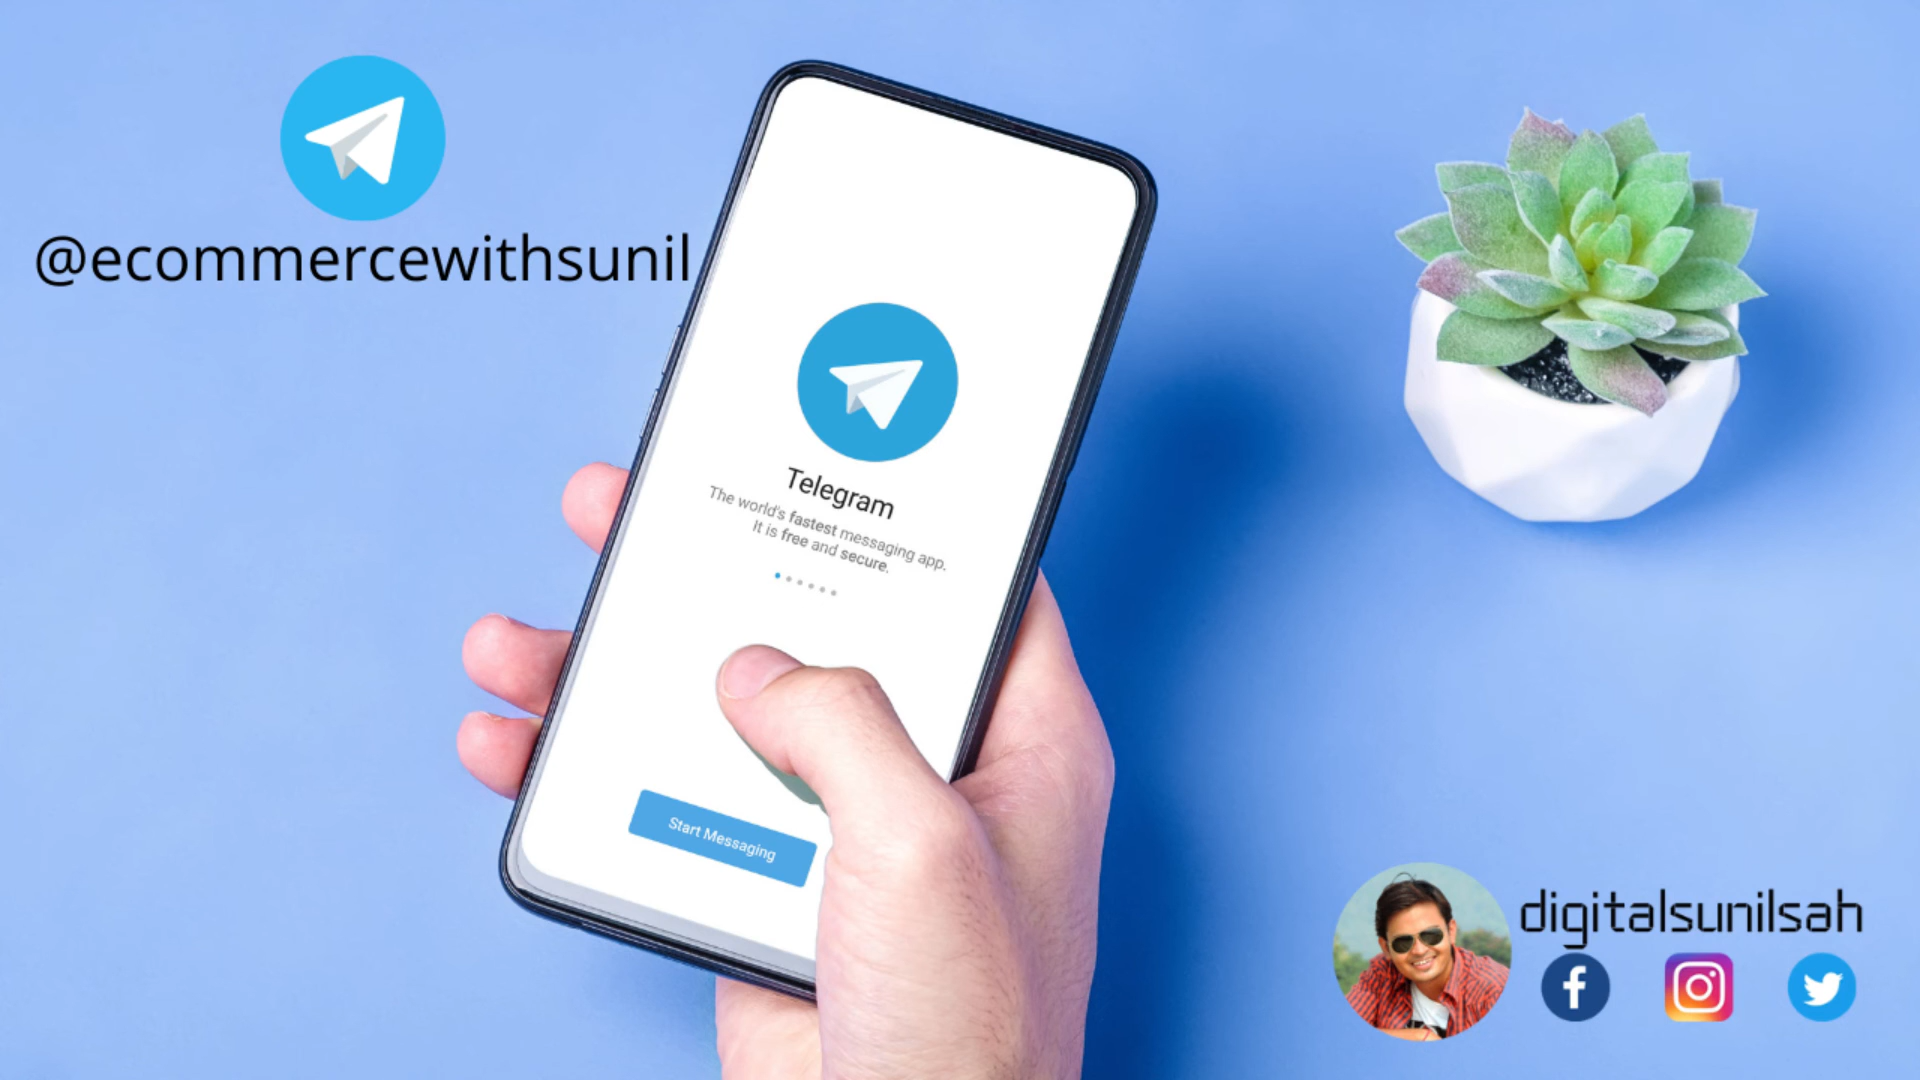 @ecommercewithsunil
Telegram
The world's fastest messaging app.
It is free and secure.
Start Messaging
digitalsunilsah